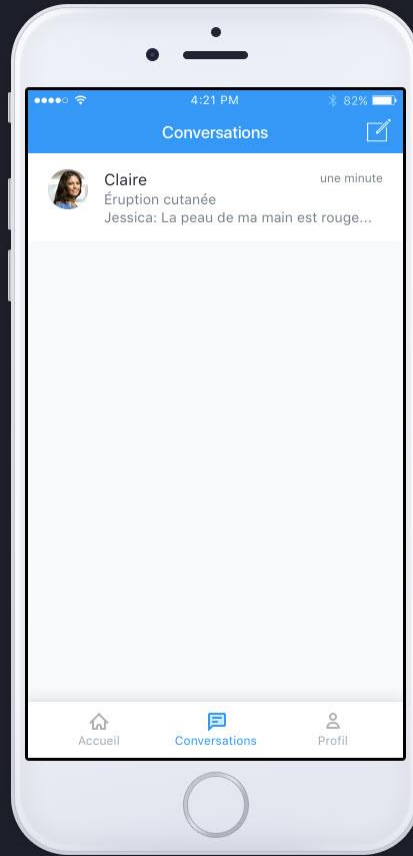 4:21 PM
82%
Conversations
Claire
une minute
Éruption cutanée
Jessica: La peau de ma main est rouge...
Accueil
Conversations
Profil